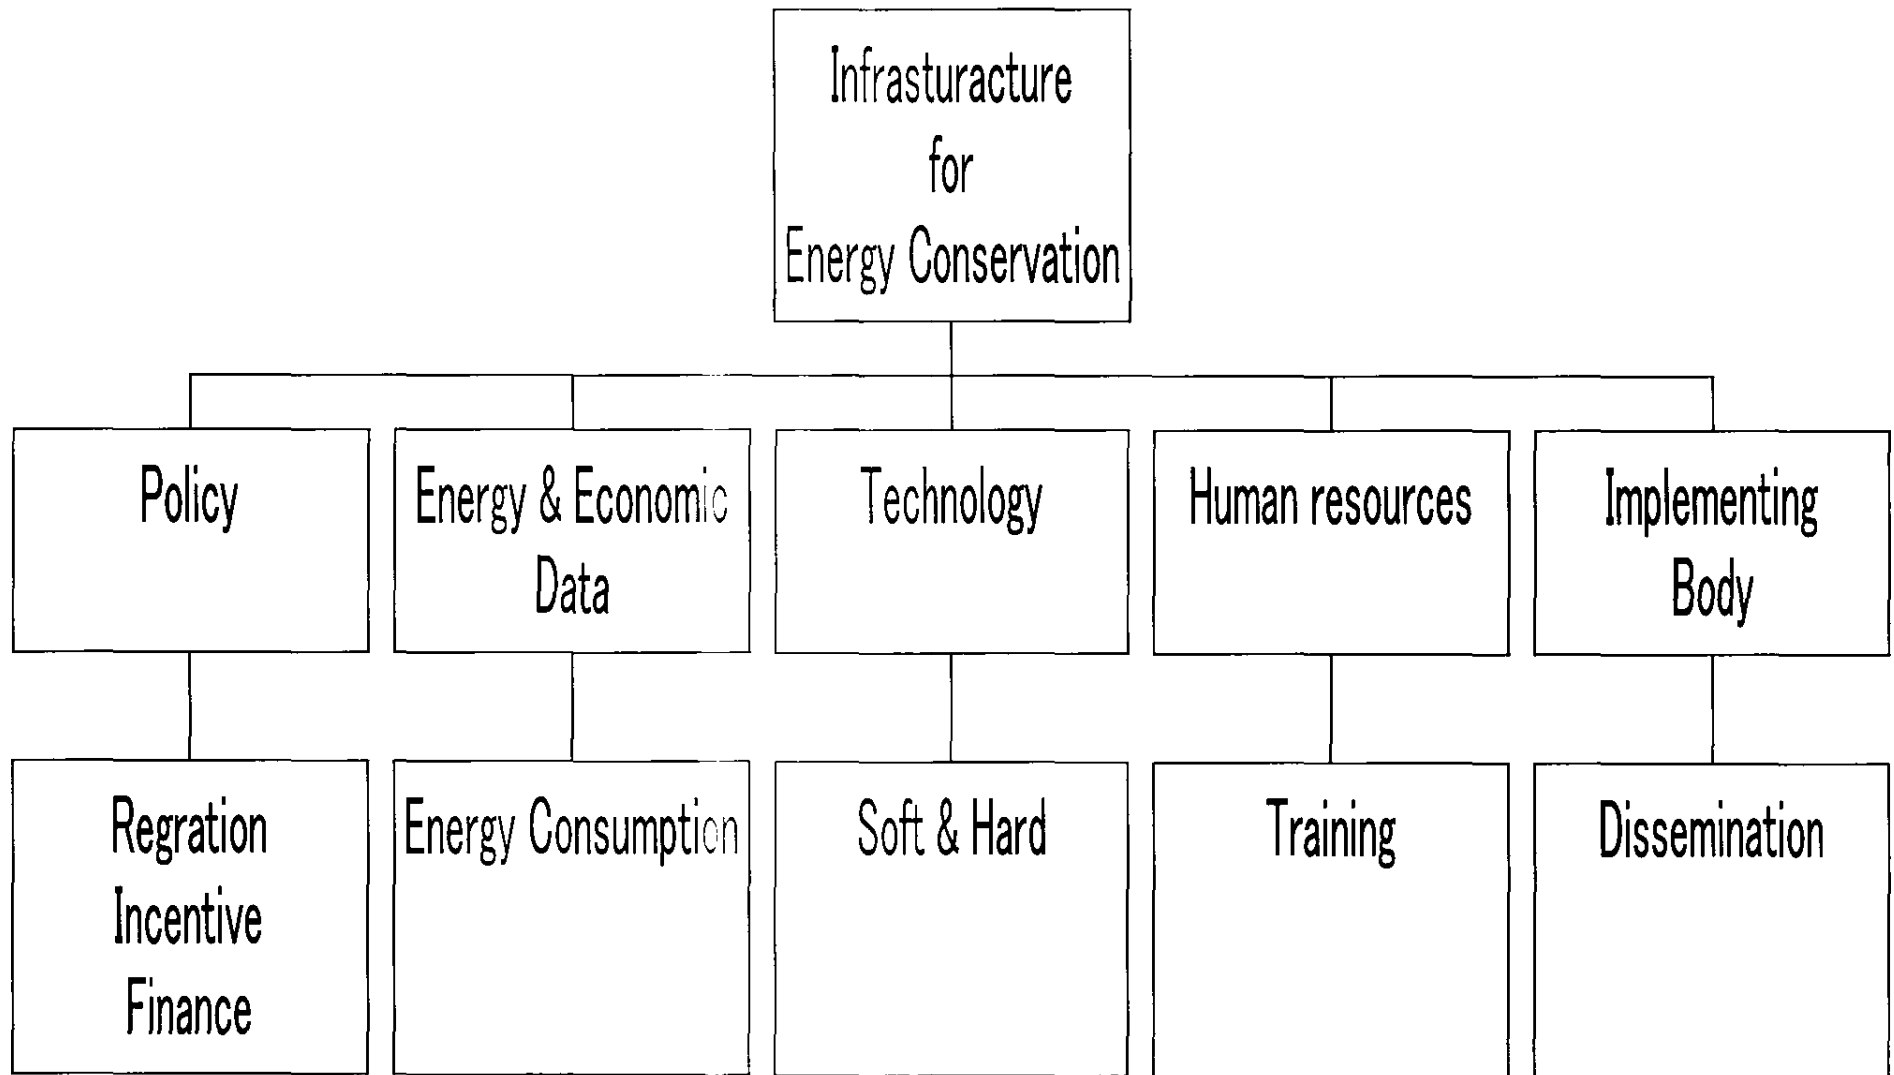 Infrasturacture
for
Energy Conservation
Policy
Energy & Economic
Data
Technology
Human resources
Implementing
Body
Regration
Incentive
Finance
Energy Consumption
Soft & Hard
Training
Dissemination